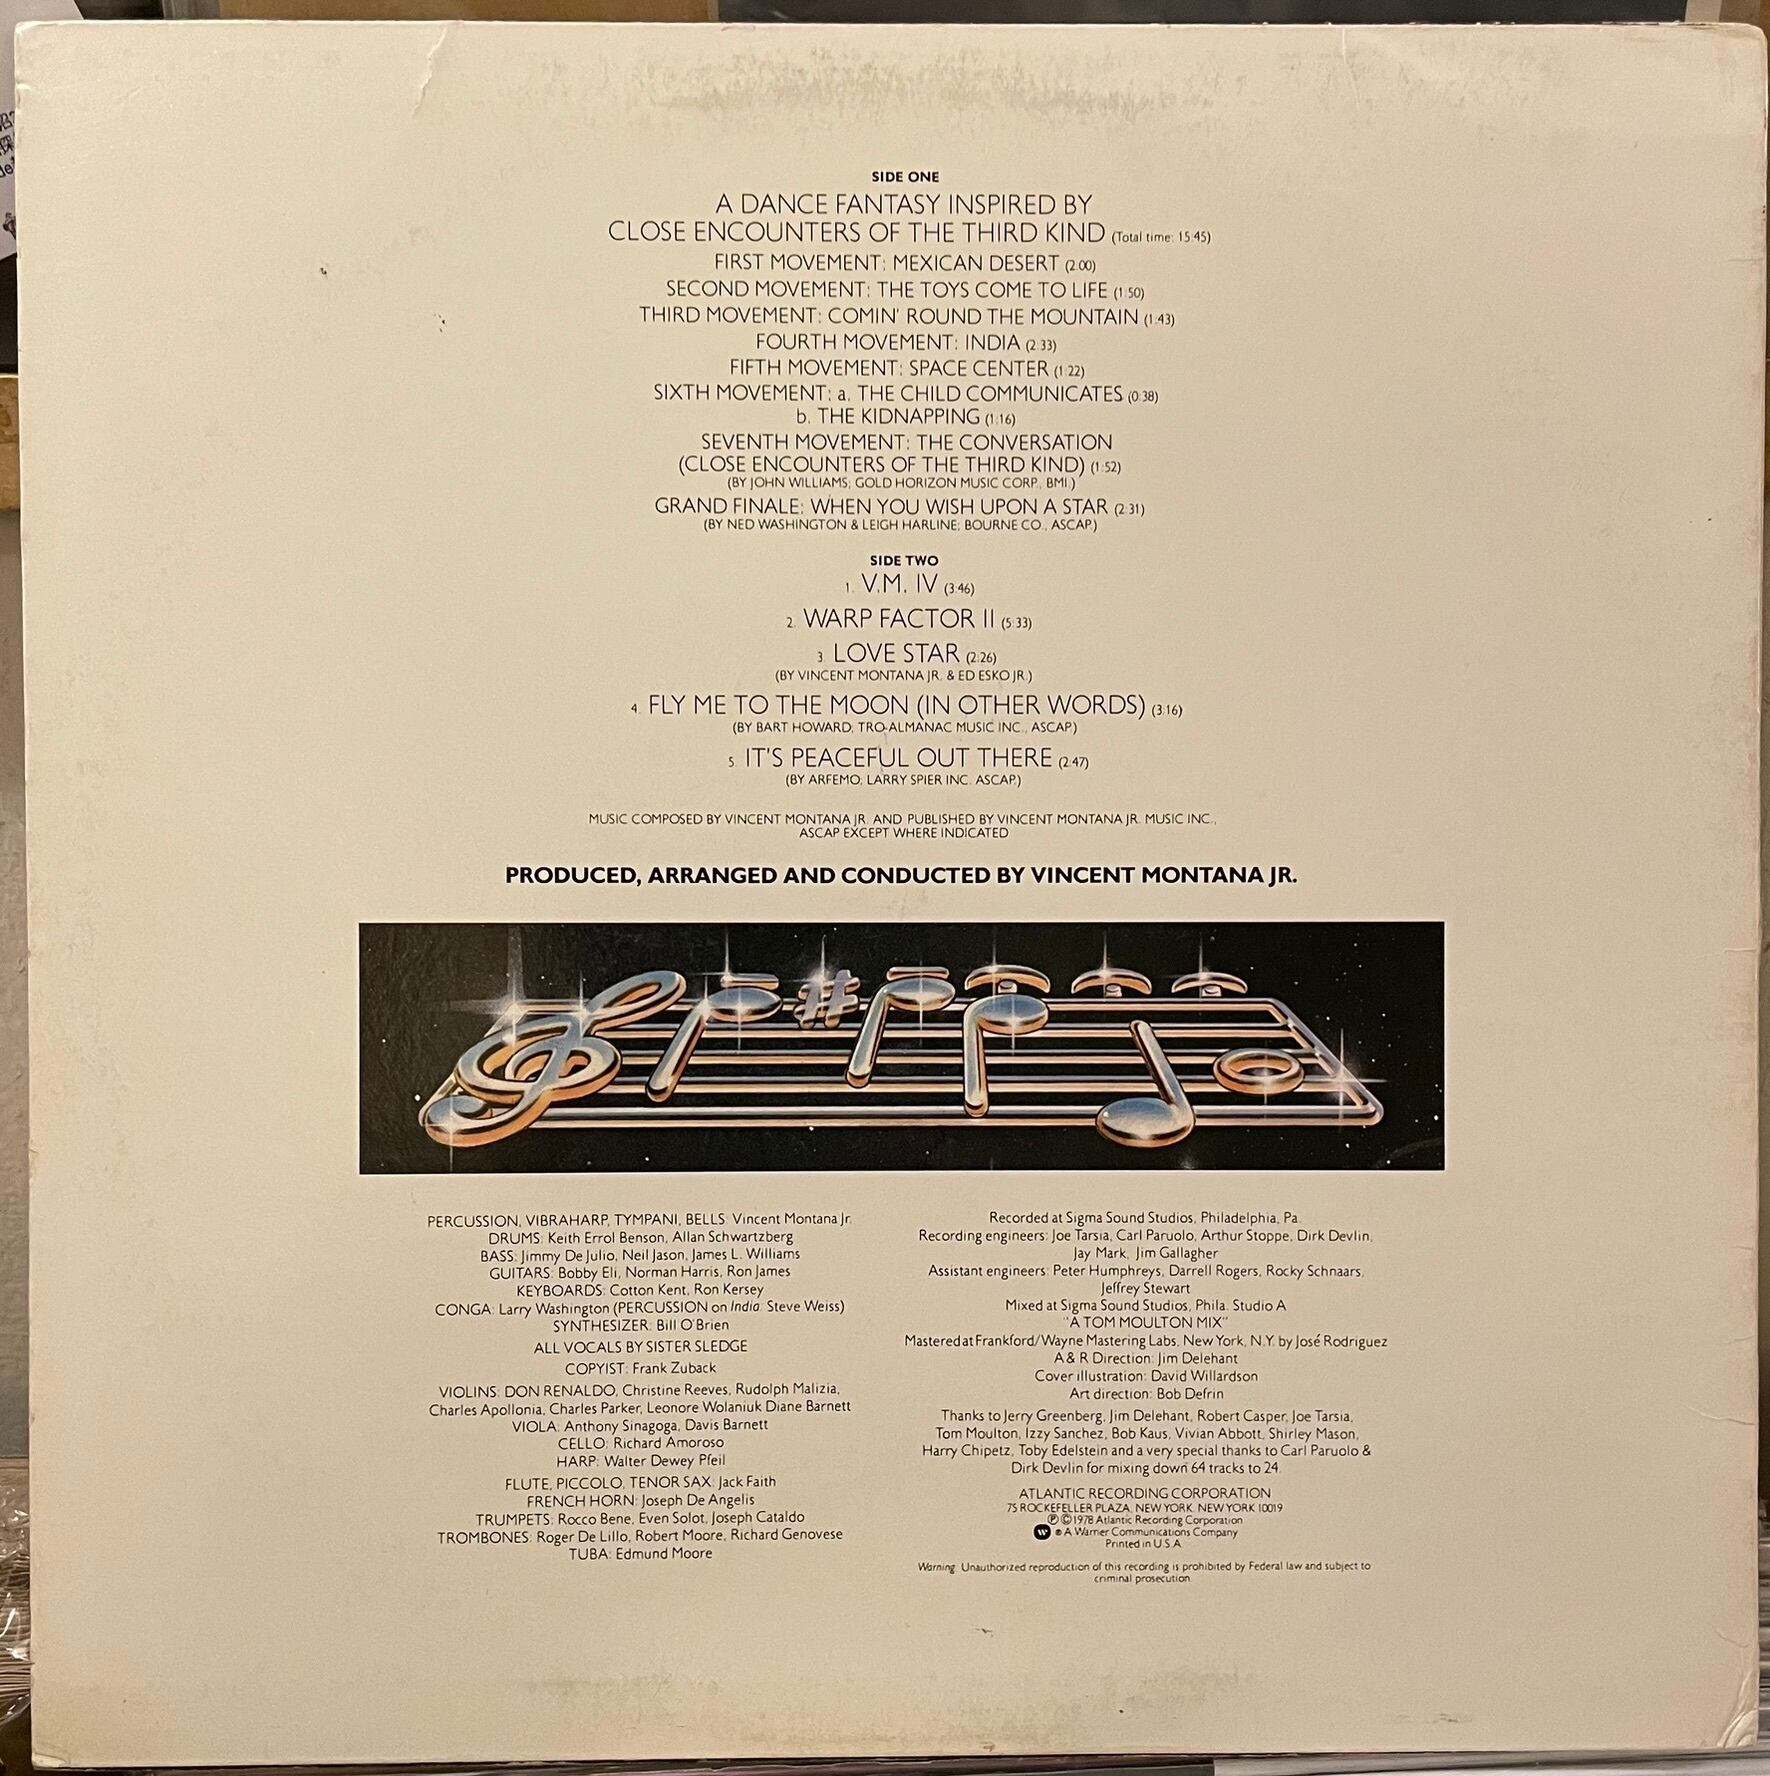 SIDE ONE
A DANCE FANTASY INSPIRED BY
CLOSE ENCOUNTERS OF THE THIRD KIND (Total time: 15:45)
FIRST MOVEMENT: MEXICAN DESERT (2:00)
SECOND MOVEMENT: THE TOYS COME TO LIFE (1:50)
THIRD MOVEMENT: COMIN' ROUND THE MOUNTAIN (1:43)
FOURTH MOVEMENT: INDIA (2:33)
FIFTH MOVEMENT: SPACE CENTER (1:22)
SIXTH MOVEMENT: a. THE CHILD COMMUNICATES (0:38)
b. THE KIDNAPPING (1:16)
SEVENTH MOVEMENT: THE CONVERSATION
(CLOSE ENCOUNTERS OF THE THIRD KIND) (1:52)
(BY JOHN WILLIAMS; GOLD HORIZON MUSIC CORP., BMI.)
GRAND FINALE: WHEN YOU WISH UPON A STAR (2:31)
(BY NED WASHINGTON & LEIGH HARLINE; BOURNE CO., ASCAP.)
SIDE TWO
1. V.M. IV (3:46)
2. WARP FACTOR II (5:33)
3. LOVE STAR (2:26)
(BY VINCENT MONTANA JR. & ED ESKO JR.)
4. FLY ME TO THE MOON (IN OTHER WORDS) (3:16)
(BY BART HOWARD; TRO-ALMANAC MUSIC INC., ASCAP.)
5. IT'S PEACEFUL OUT THERE (2:47)
(BY ARFEMO; LARRY SPIER INC. ASCAP.)
MUSIC COMPOSED BY VINCENT MONTANA JR. AND PUBLISHED BY VINCENT MONTANA JR. MUSIC INC.,
ASCAP EXCEPT WHERE INDICATED
PRODUCED, ARRANGED AND CONDUCTED BY VINCENT MONTANA JR.
PERCUSSION, VIBRAHARP, TYMPANI, BELLS: Vincent Montana Jr.
DRUMS: Keith Errol Benson, Allan Schwartzberg
BASS: Jimmy De Julio, Neil Jason, James L. Williams
GUITARS: Bobby Eli, Norman Harris, Ron James
KEYBOARDS: Cotton Kent, Ron Kersey
CONGA: Larry Washington (PERCUSSION on India: Steve Weiss)
SYNTHESIZER: Bill O'Brien
ALL VOCALS BY SISTER SLEDGE
COPYIST: Frank Zuback
VIOLINS: DON RENALDO, Christine Reeves, Rudolph Malizia,
Charles Apollonia, Charles Parker, Leonore Wolaniuk Diane Barnett
VIOLA: Anthony Sinagoga, Davis Barnett
CELLO: Richard Amoroso
HARP: Walter Dewey Pfeil
FLUTE, PICCOLO, TENOR SAX: Jack Faith
FRENCH HORN: Joseph De Angelis
TRUMPETS: Rocco Bene, Even Solot, Joseph Cataldo
TROMBONES: Roger De Lillo, Robert Moore, Richard Genovese
TUBA: Edmund Moore
Recorded at Sigma Sound Studios, Philadelphia, Pa.
Recording engineers: Joe Tarsia, Carl Paruolo, Arthur Stoppe, Dirk Devlin,
Jay Mark, Jim Gallagher
Assistant engineers: Peter Humphreys, Darrell Rogers, Rocky Schnaars,
Jeffrey Stewart
Mixed at Sigma Sound Studios, Phila. Studio A
"A TOM MOULTON MIX"
Mastered at Frankford/Wayne Mastering Labs, New York, N.Y. by José Rodriguez
A & R Direction: Jim Delehant
Cover illustration: David Willardson
Art direction: Bob Defrin
Thanks to Jerry Greenberg, Jim Delehant, Robert Casper, Joe Tarsia,
Tom Moulton, Izzy Sanchez, Bob Kaus, Vivian Abbott, Shirley Mason,
Harry Chipetz, Toby Edelstein and a very special thanks to Carl Paruolo &
Dirk Devlin for mixing down 64 tracks to 24.
ATLANTIC RECORDING CORPORATION
75 ROCKEFELLER PLAZA, NEW YORK, NEW YORK 10019
℗ © 1978 Atlantic Recording Corporation
® A Warner Communications Company
Printed in U.S.A.
Warning: Unauthorized reproduction of this recording is prohibited by Federal law and subject to
criminal prosecution.